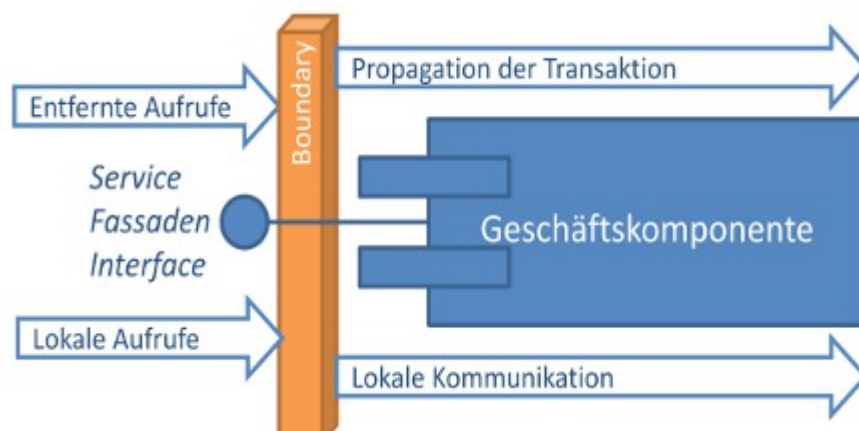 Boundary
Propagation der Transaktion
Entfernte Aufrufe
Service
Fassaden
Interface
Geschäftskomponente
Lokale Aufrufe
Lokale Kommunikation